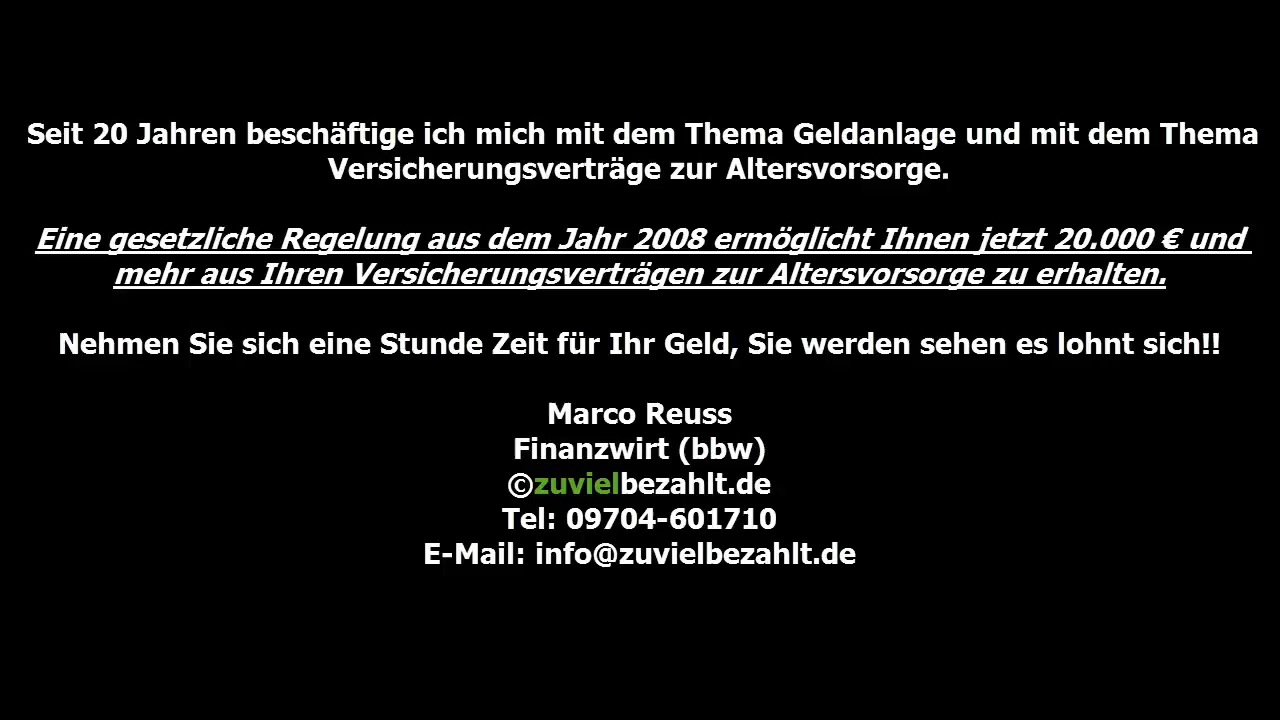 Seit 20 Jahren beschäftige ich mich mit dem Thema Geldanlage und mit dem Thema
Versicherungsverträge zur Altersvorsorge.
Eine gesetzliche Regelung aus dem Jahr 2008 ermöglicht Ihnen jetzt 20.000 € und
mehr aus Ihren Versicherungsverträgen zur Altersvorsorge zu erhalten.
Nehmen Sie sich eine Stunde Zeit für Ihr Geld, Sie werden sehen es lohnt sich!!
Marco Reuss
Finanzwirt (bbw)
©zuvielbezahlt.de
Tel: 09704-601710
E-Mail: info@zuvielbezahlt.de